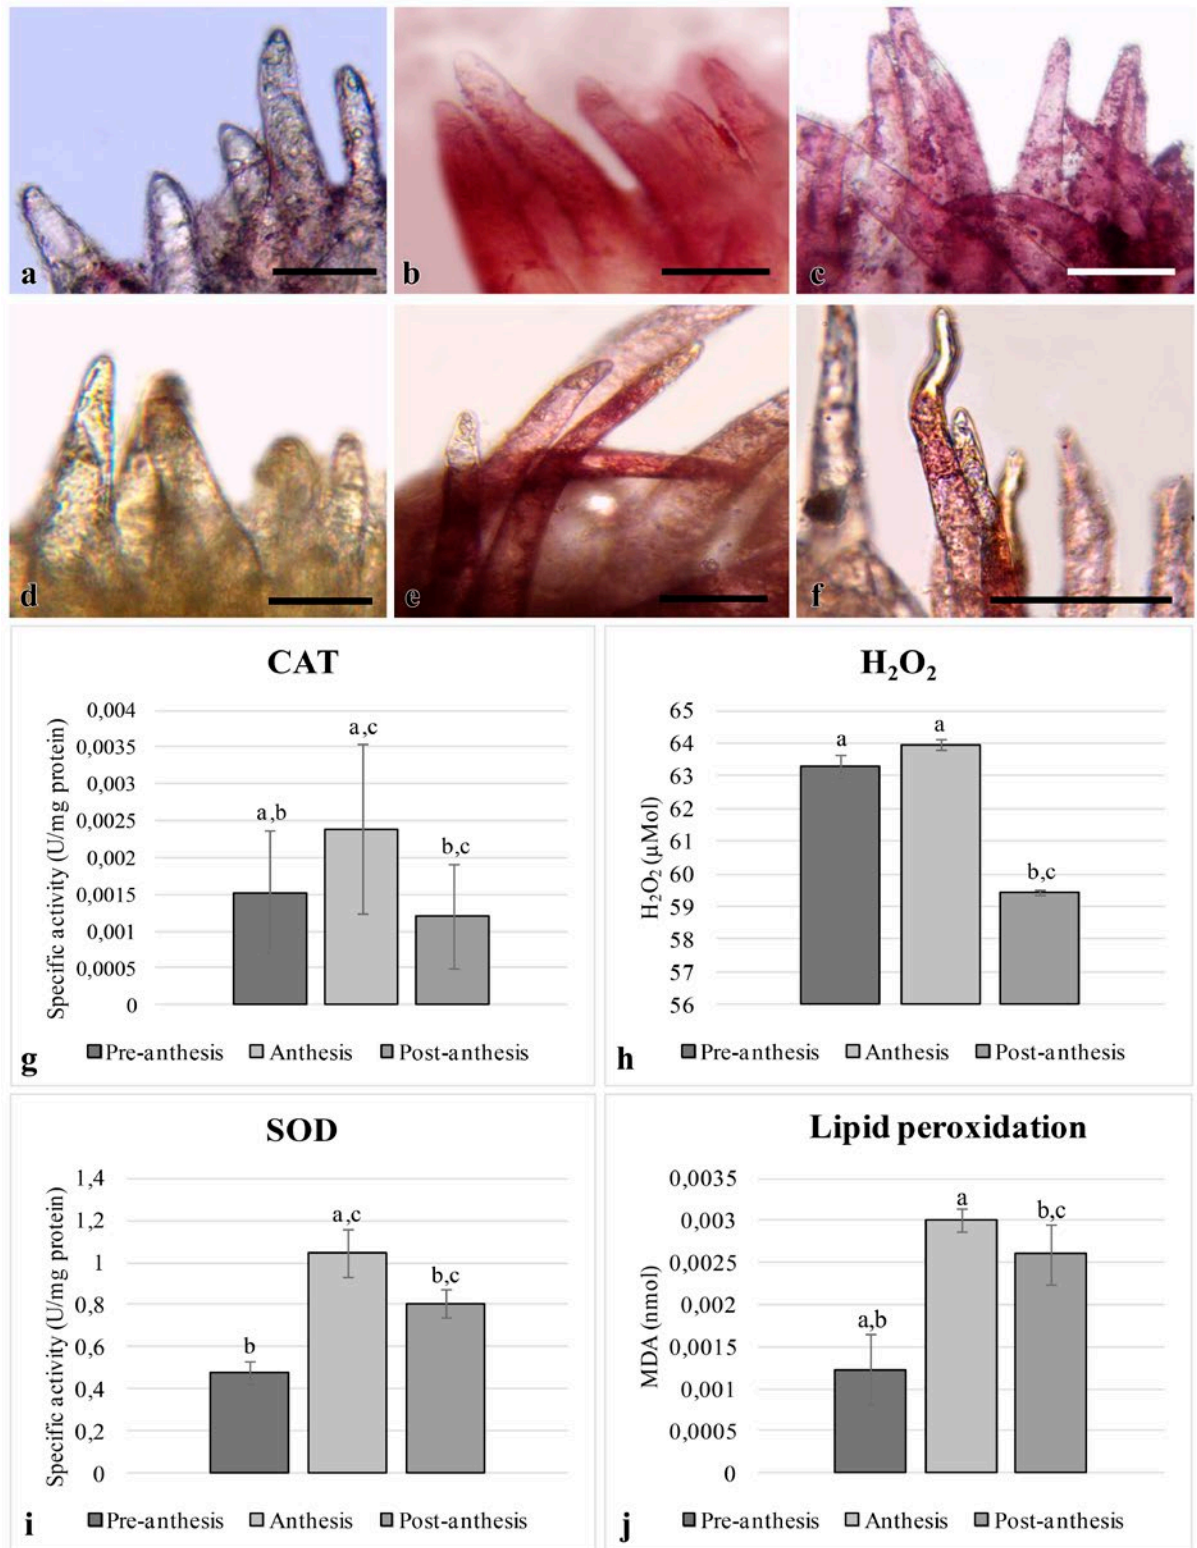 a
b
c
d
e
f
CAT
Specific activity (U/mg protein)
0,004
0,0035
0,003
0,0025
0,002
0,0015
0,001
0,0005
0
a,b
a,c
b,c
Pre-anthesis Anthesis Post-anthesis
g
H₂O₂
H₂O₂ (µMol)
65
64
63
62
61
60
59
58
57
56
a
a
b,c
Pre-anthesis Anthesis Post-anthesis
h
SOD
Specific activity (U/mg protein)
1,4
1,2
1
0,8
0,6
0,4
0,2
0
b
a,c
b,c
Pre-anthesis Anthesis Post-anthesis
i
Lipid peroxidation
MDA (nmol)
0,0035
0,003
0,0025
0,002
0,0015
0,001
0,0005
0
a,b
a
b,c
Pre-anthesis Anthesis Post-anthesis
j